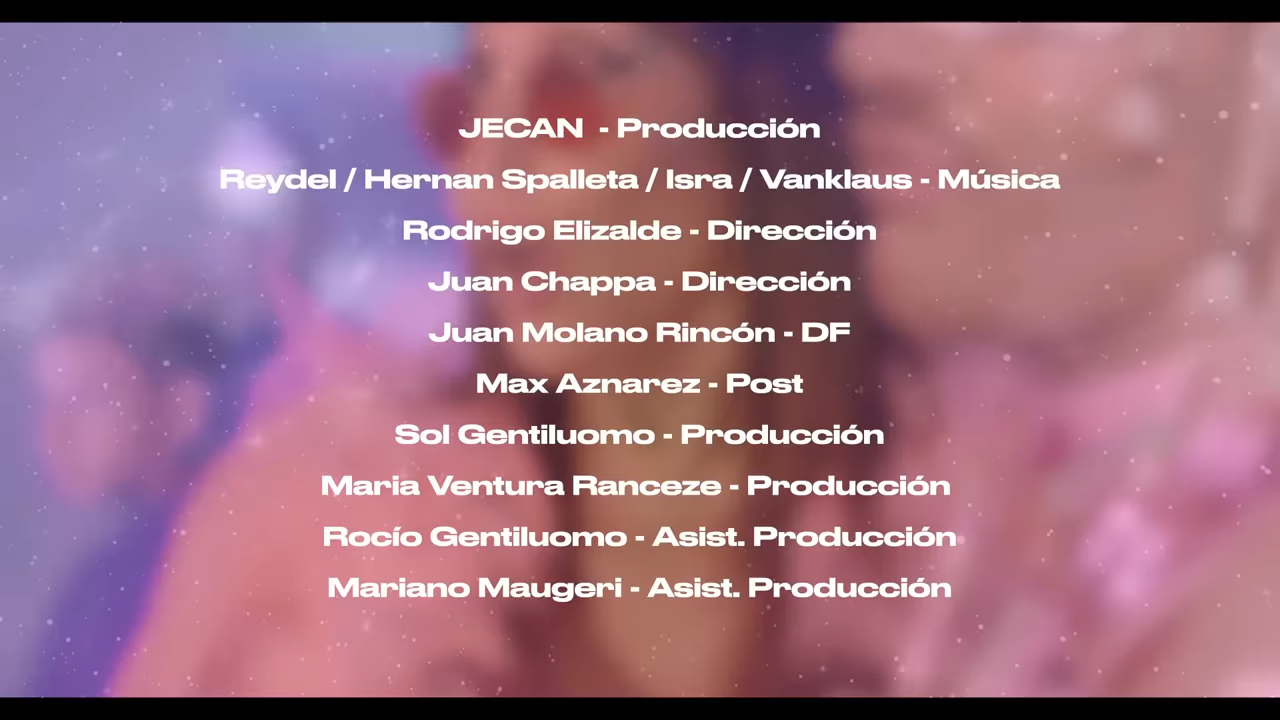 JECAN - Producción
Reydel / Hernan Spalleta / Isra / Vanklaus - Música
Rodrigo Elizalde - Dirección
Juan Chappa - Dirección
Juan Molano Rincón - DF
Max Aznarez - Post
Sol Gentiluomo - Producción
Maria Ventura Ranceze - Producción
Rocío Gentiluomo - Asist. Producción
Mariano Maugeri - Asist. Producción